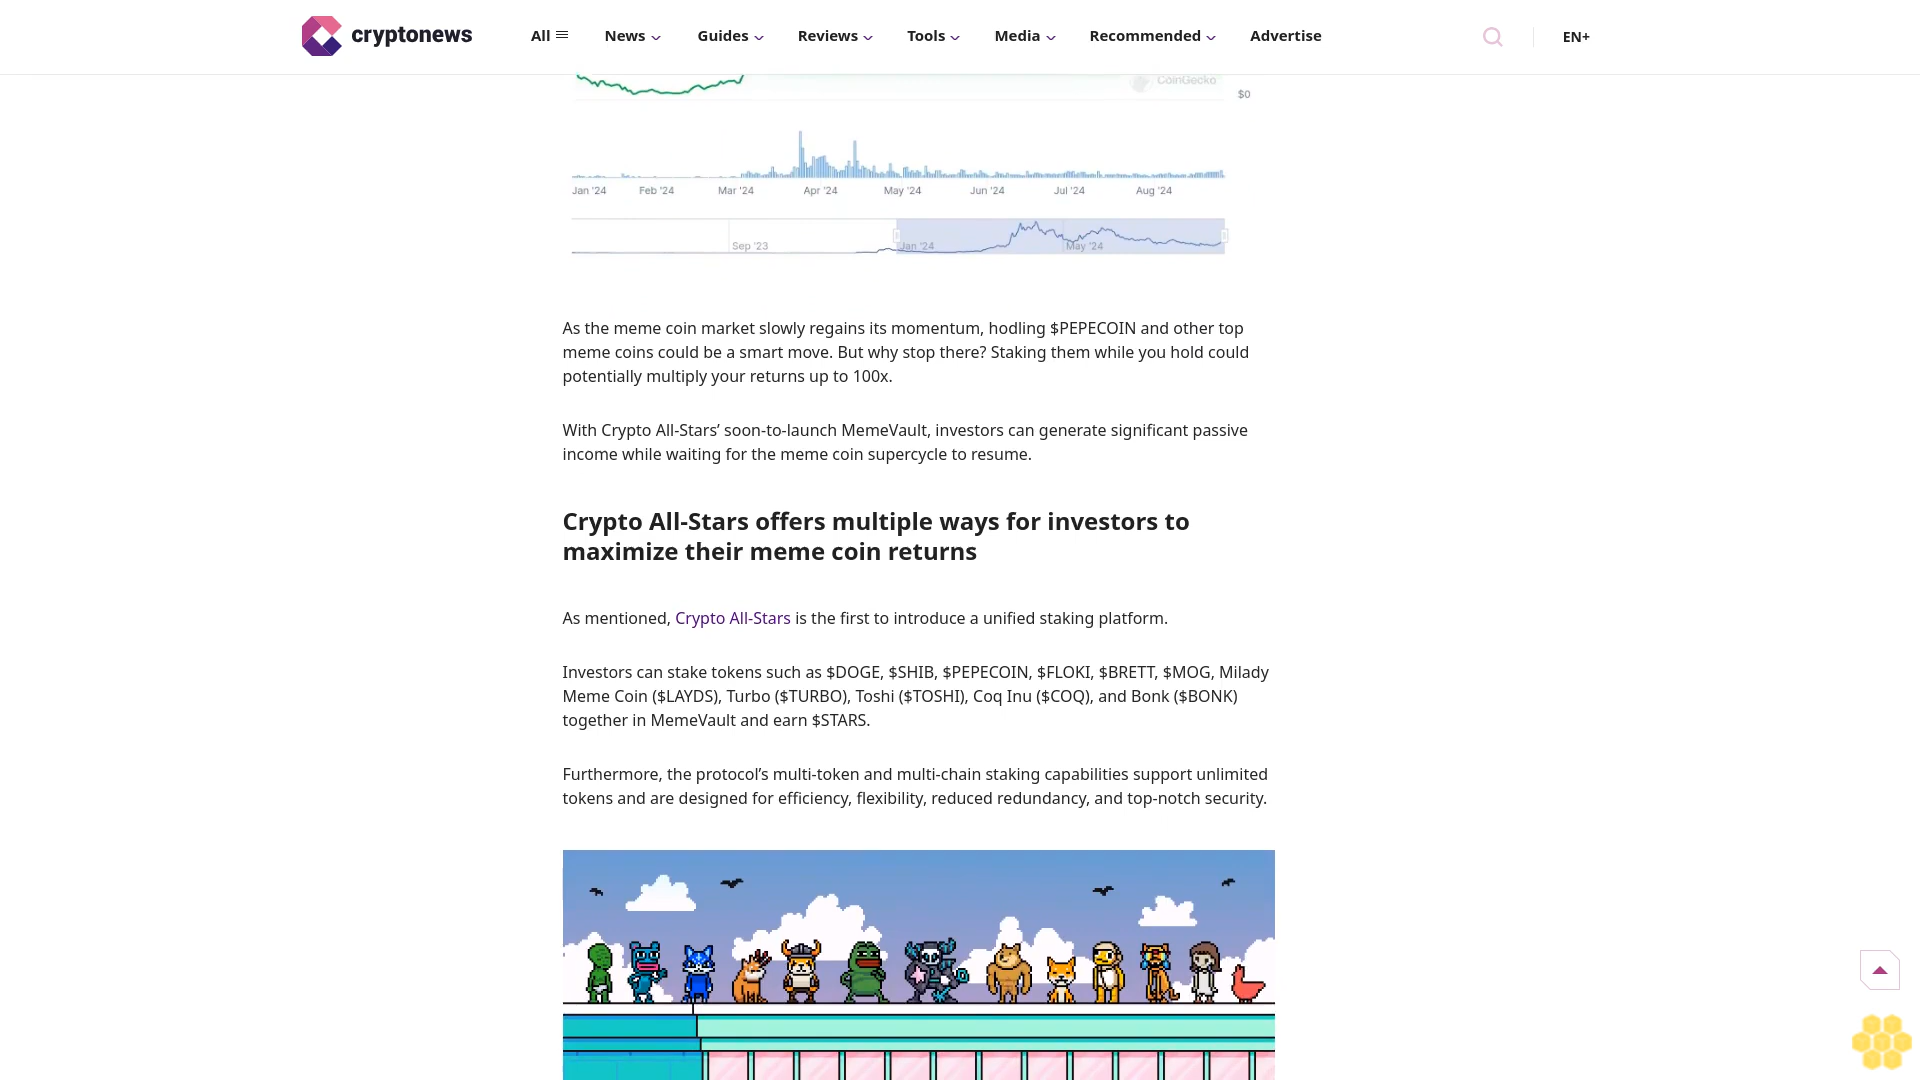 cryptonews
All
News
Guides
Reviews
Tools
Media
Recommended
Advertise
EN+
CoinGecko
$0
Jan '24 Feb '24 Mar '24 Apr '24 May '24 Jun '24 Jul '24 Aug '24
Sep '23 Jan '24 May '24
As the meme coin market slowly regains its momentum, hodling $PEPECOIN and other top
meme coins could be a smart move. But why stop there? Staking them while you hold could
potentially multiply your returns up to 100x.
With Crypto All-Stars’ soon-to-launch MemeVault, investors can generate significant passive
income while waiting for the meme coin supercycle to resume.
Crypto All-Stars offers multiple ways for investors to
maximize their meme coin returns
As mentioned, Crypto All-Stars is the first to introduce a unified staking platform.
Investors can stake tokens such as $DOGE, $SHIB, $PEPECOIN, $FLOKI, $BRETT, $MOG, Milady
Meme Coin ($LAYDS), Turbo ($TURBO), Toshi ($TOSHI), Coq Inu ($COQ), and Bonk ($BONK)
together in MemeVault and earn $STARS.
Furthermore, the protocol’s multi-token and multi-chain staking capabilities support unlimited
tokens and are designed for efficiency, flexibility, reduced redundancy, and top-notch security.